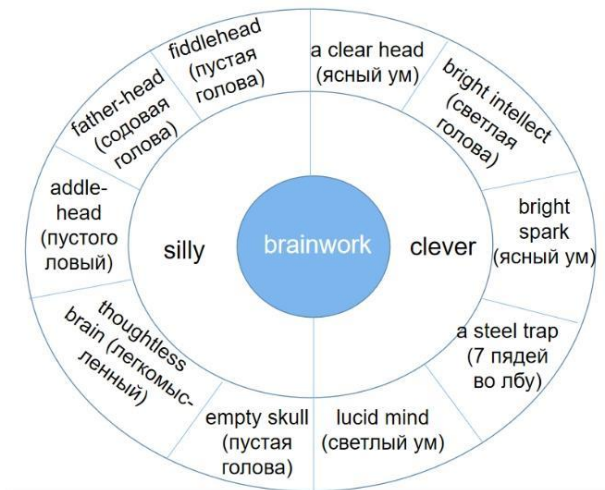 fiddlehead
(пустая
голова)
a clear head
(ясный ум)
bright intellect
(светлая
голова)
bright
spark
(ясный ум)
a steel trap
(7 пядей
во лбу)
lucid mind
(светлый ум)
empty skull
(пустая
голова)
thoughtless
brain (легкомыс-
ленный)
addle-
head
(пустого
ловый)
father-head
(содовая
голова)
silly
brainwork
clever